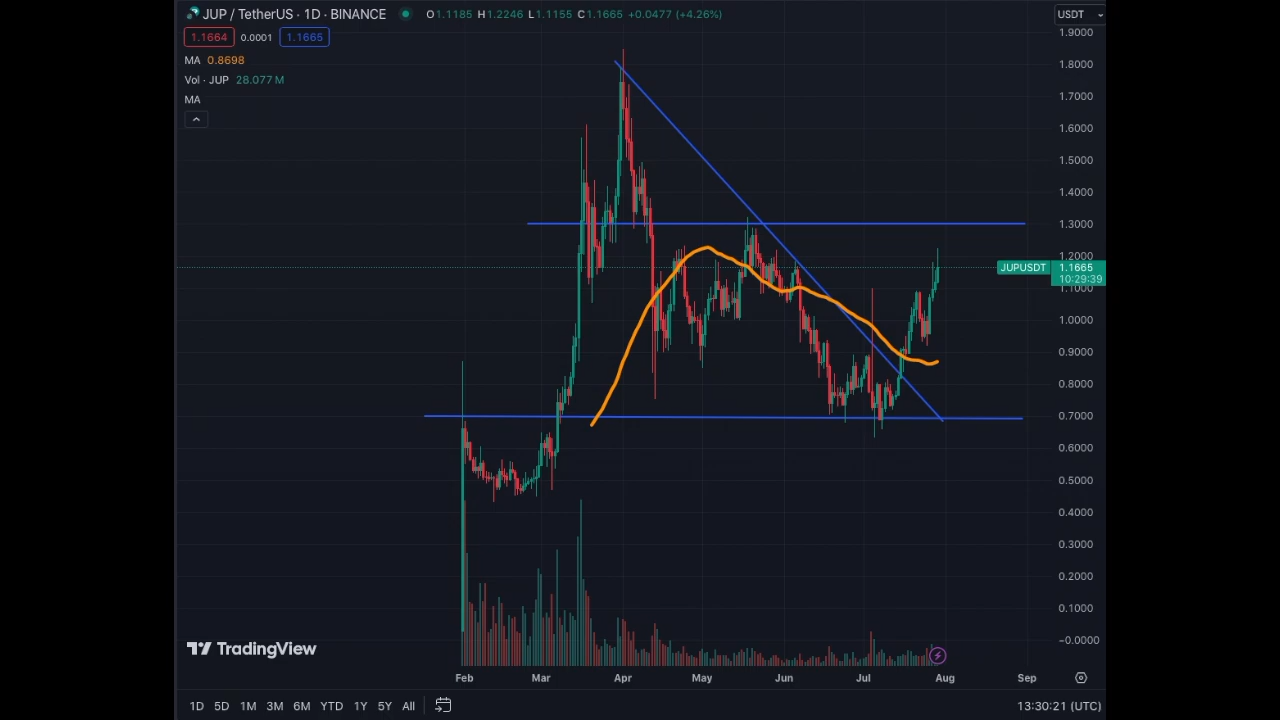 JUP / TetherUS · 1D · BINANCE O1.1185 H1.2246 L1.1155 C1.1665 +0.0477 (+4.26%)
USDT
1.1664 0.0001 1.1665
MA 0.8698
Vol · JUP 28.077 M
MA
1.9000
1.8000
1.7000
1.6000
1.5000
1.4000
1.3000
1.2000
JUPUSDT 1.1665
10:29:39
1.1000
1.0000
0.9000
0.8000
0.7000
0.6000
0.5000
0.4000
0.3000
0.2000
0.1000
−0.0000
TradingView
Feb Mar Apr May Jun Jul Aug Sep
1D 5D 1M 3M 6M YTD 1Y 5Y All 13:30:21 (UTC)